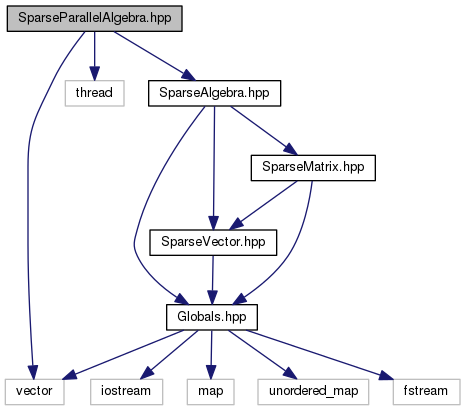 SparseParallelAlgebra.hpp
thread
SparseAlgebra.hpp
SparseMatrix.hpp
SparseVector.hpp
Globals.hpp
vector
iostream
map
unordered_map
fstream